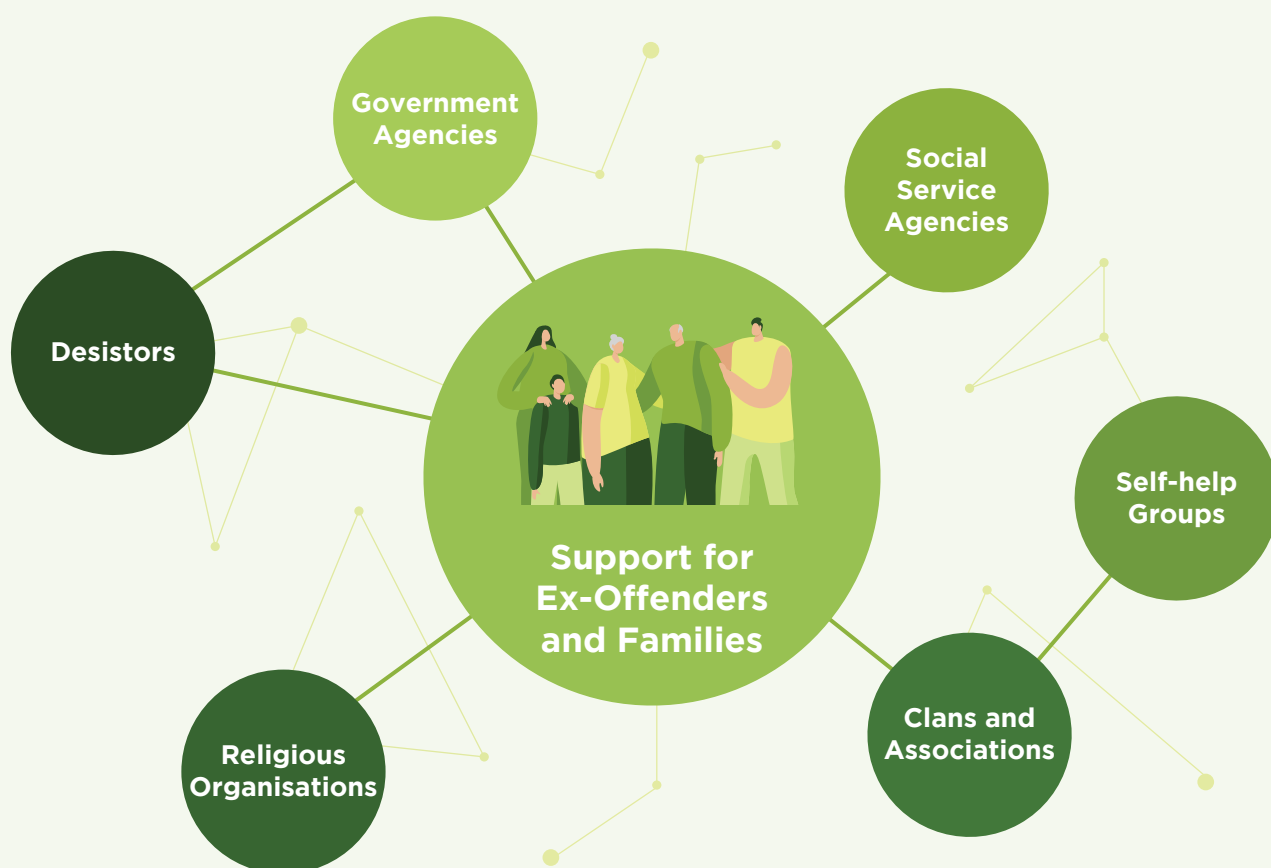 Government
Agencies
Social
Service
Agencies
Desistors
Self-help
Groups
Support for
Ex-Offenders
and Families
Clans and
Associations
Religious
Organisations